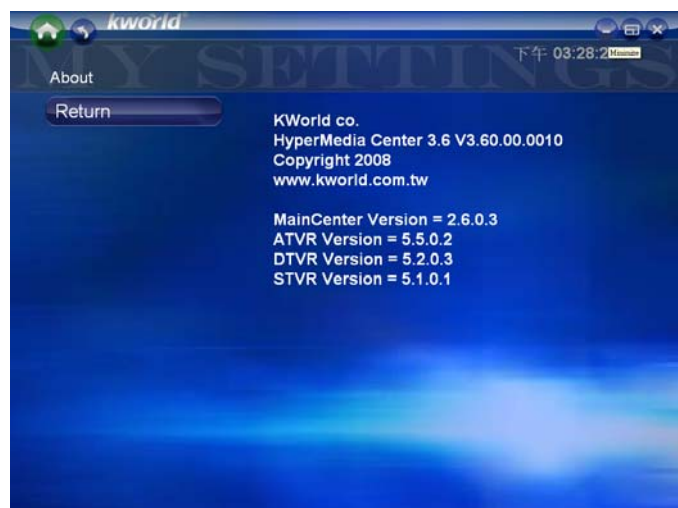 kworld
MY SETTINGS
下午 03:28:2
Minimize
About
Return
KWorld co.
HyperMedia Center 3.6 V3.60.00.0010
Copyright 2008
www.kworld.com.tw
MainCenter Version = 2.6.0.3
ATVR Version = 5.5.0.2
DTVR Version = 5.2.0.3
STVR Version = 5.1.0.1